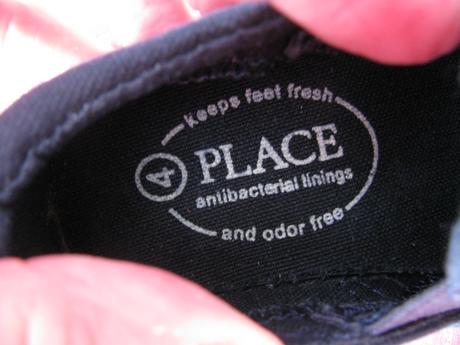 keeps feet fresh
4 PLACE
antibacterial linings
and odor free